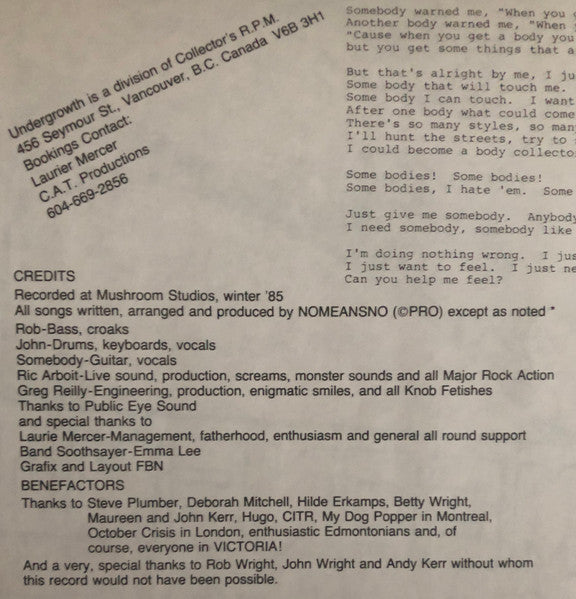 Undergrowth is a division of Collector's R.P.M.
456 Seymour St., Vancouver, B.C. Canada V6B 3H1
Bookings Contact:
Laurier Mercer
C.A.T. Productions
604-669-2856
Somebody warned me, "When you
Another body warned me, "When
"Cause when you get a body you
but you get some things that a
But that's alright by me, I ju
Some body that will touch me.
Some body I can touch. I want
After one body what could come
There's so many styles, so man
I'll hunt the streets, try to
I could become a body collecto
Some bodies! Some bodies!
Some bodies, I hate 'em. Some
Just give me somebody. Anybody
I need somebody, somebody like
I'm doing nothing wrong. I jus
I just want to feel. I just ne
Can you help me feel?
CREDITS
Recorded at Mushroom Studios, winter '85
All songs written, arranged and produced by NOMEANSNO (©PRO) except as noted *
Rob-Bass, croaks
John-Drums, keyboards, vocals
Somebody-Guitar, vocals
Ric Arboit-Live sound, production, screams, monster sounds and all Major Rock Action
Greg Reilly-Engineering, production, enigmatic smiles, and all Knob Fetishes
Thanks to Public Eye Sound
and special thanks to
Laurie Mercer-Management, fatherhood, enthusiasm and general all round support
Band Soothsayer-Emma Lee
Grafix and Layout FBN
BENEFACTORS
Thanks to Steve Plumber, Deborah Mitchell, Hilde Erkamps, Betty Wright,
Maureen and John Kerr, Hugo, CITR, My Dog Popper in Montreal,
October Crisis in London, enthusiastic Edmontonians and, of
course, everyone in VICTORIA!
And a very, special thanks to Rob Wright, John Wright and Andy Kerr without whom
this record would not have been possible.